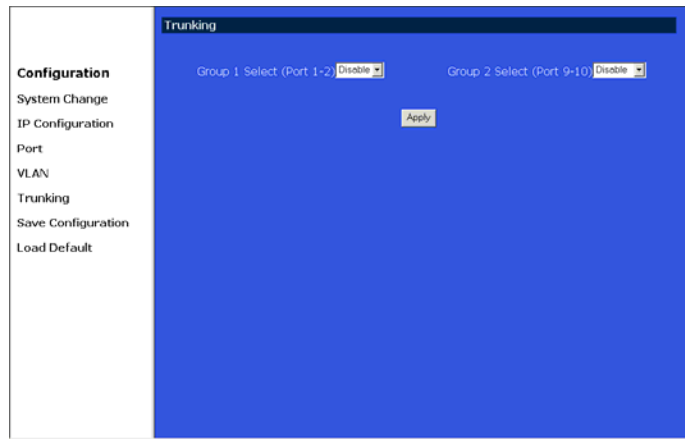 Trunking
Configuration
Group 1 Select (Port 1-2) Disable
Group 2 Select (Port 9-10) Disable
System Change
Apply
IP Configuration
Port
VLAN
Trunking
Save Configuration
Load Default